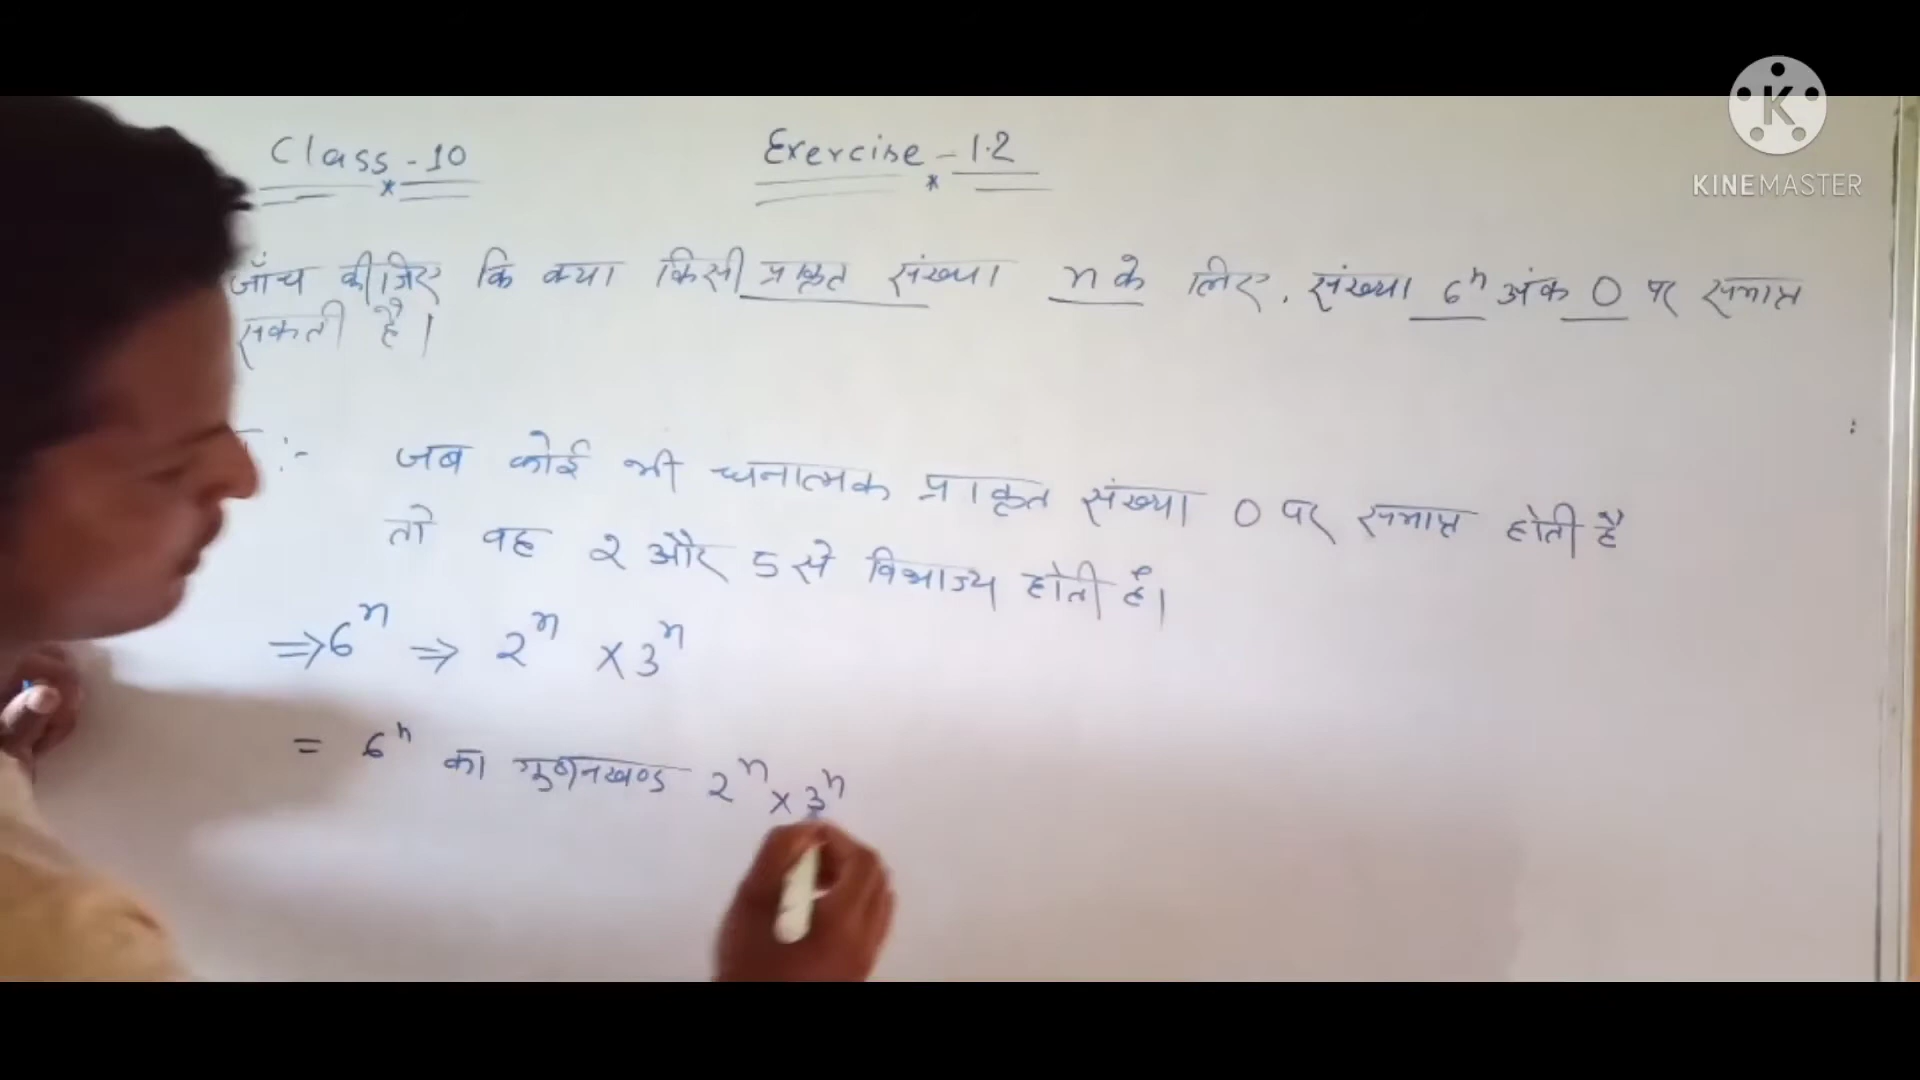 KINEMASTER
Class - 10
Exercise - 1.2
जाँच कीजिए कि क्या किसी प्राकृत संख्या n के लिए, संख्या 6ⁿ अंक 0 पर समाप्त
सकती है।
:- जब कोई भी धनात्मक प्राकृत संख्या 0 पर समाप्त होती है
तो वह 2 और 5 से विभाज्य होती है।
⇒ 6ⁿ ⇒ 2ⁿ × 3ⁿ
= 6ⁿ का गुणनखण्ड 2ⁿ × 3ⁿ